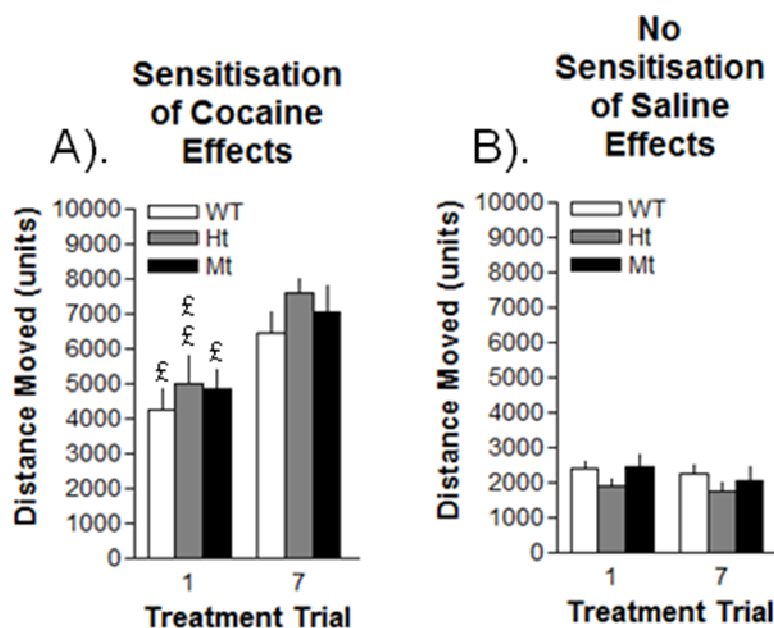 Sensitisation
of Cocaine
Effects
A).
Distance Moved (units)
10000
9000
8000
7000
6000
5000
4000
3000
2000
1000
0
WT
Ht
Mt
£
£
£
£
1
7
Treatment Trial
No
Sensitisation
of Saline
Effects
B).
Distance Moved (units)
10000
9000
8000
7000
6000
5000
4000
3000
2000
1000
0
WT
Ht
Mt
1
7
Treatment Trial